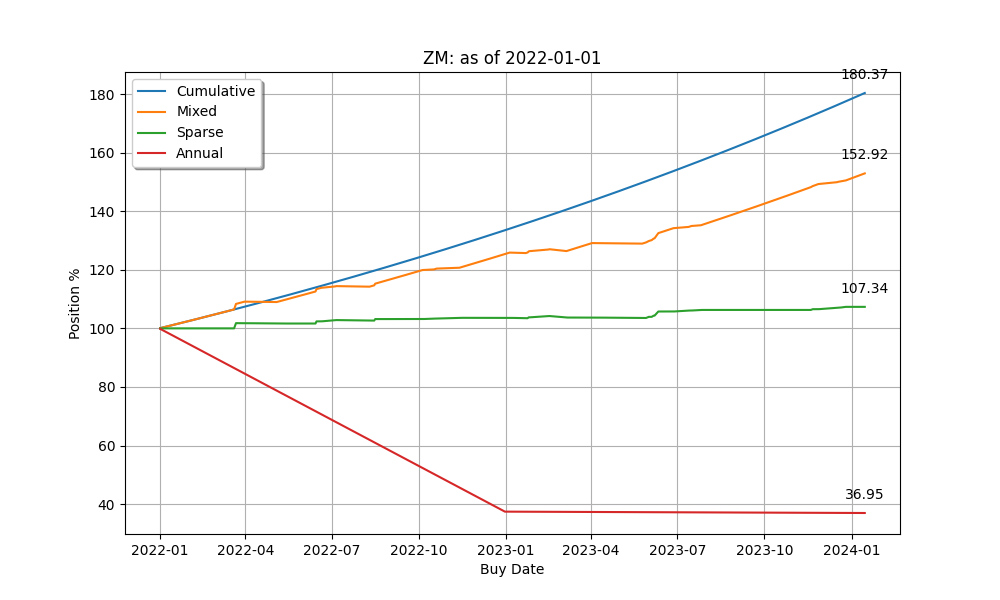 ZM: as of 2022-01-01
180.37
180
Cumulative
Mixed
Sparse
Annual
160
152.92
140
120
107.34
100
80
60
40
36.95
Position %
2022-01 2022-04 2022-07 2022-10 2023-01 2023-04 2023-07 2023-10 2024-01
Buy Date